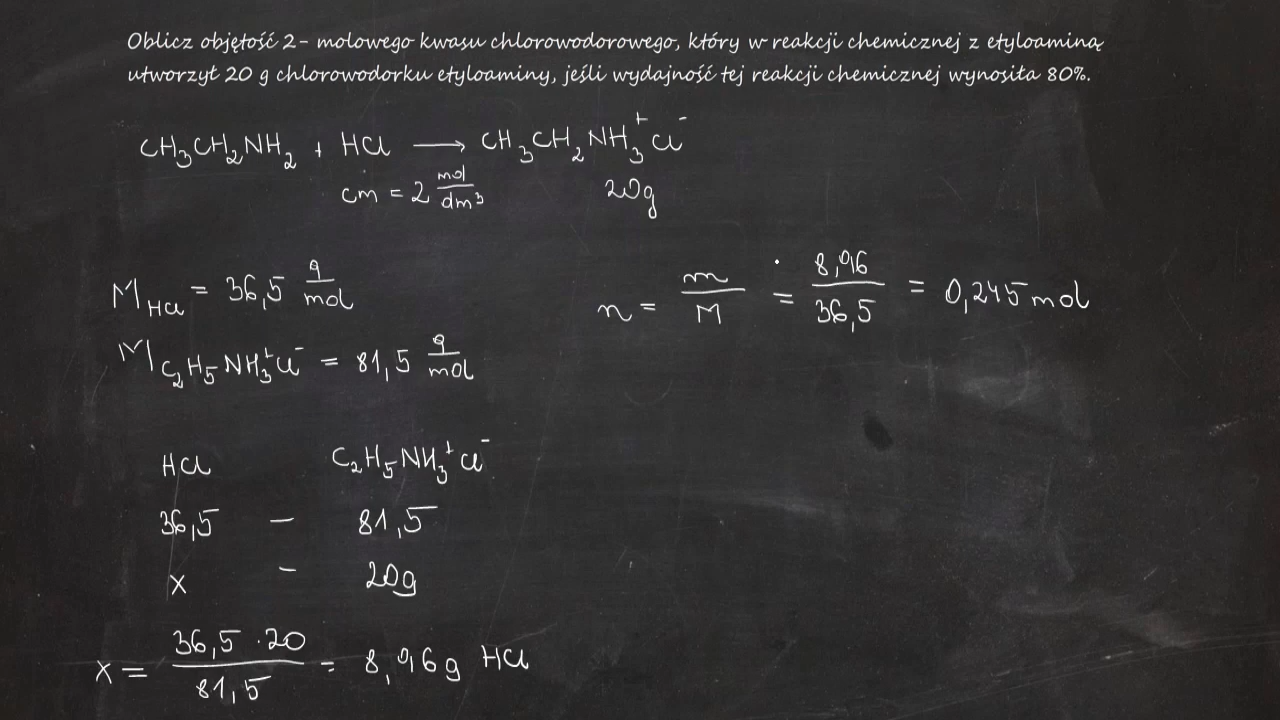 Oblicz objętość 2- molowego kwasu chlorowodorowego, który w reakcji chemicznej z etyloaminą
utworzył 20 g chlorowodorku etyloaminy, jeśli wydajność tej reakcji chemicznej wynosiła 80%.
CH₃CH₂NH₂ + HCl ⟶ CH₃CH₂NH₃⁺Cl⁻
cm = 2 mol/dm³ 20g
M HCl = 36,5 g/mol
n = m/M = 8,96/36,5 = 0,245 mol
M C₂H₅NH₃⁺Cl⁻ = 81,5 g/mol
HCl C₂H₅NH₃⁺Cl⁻
36,5 – 81,5
x – 20g
x = 36,5 · 20 / 81,5 = 8,96g HCl